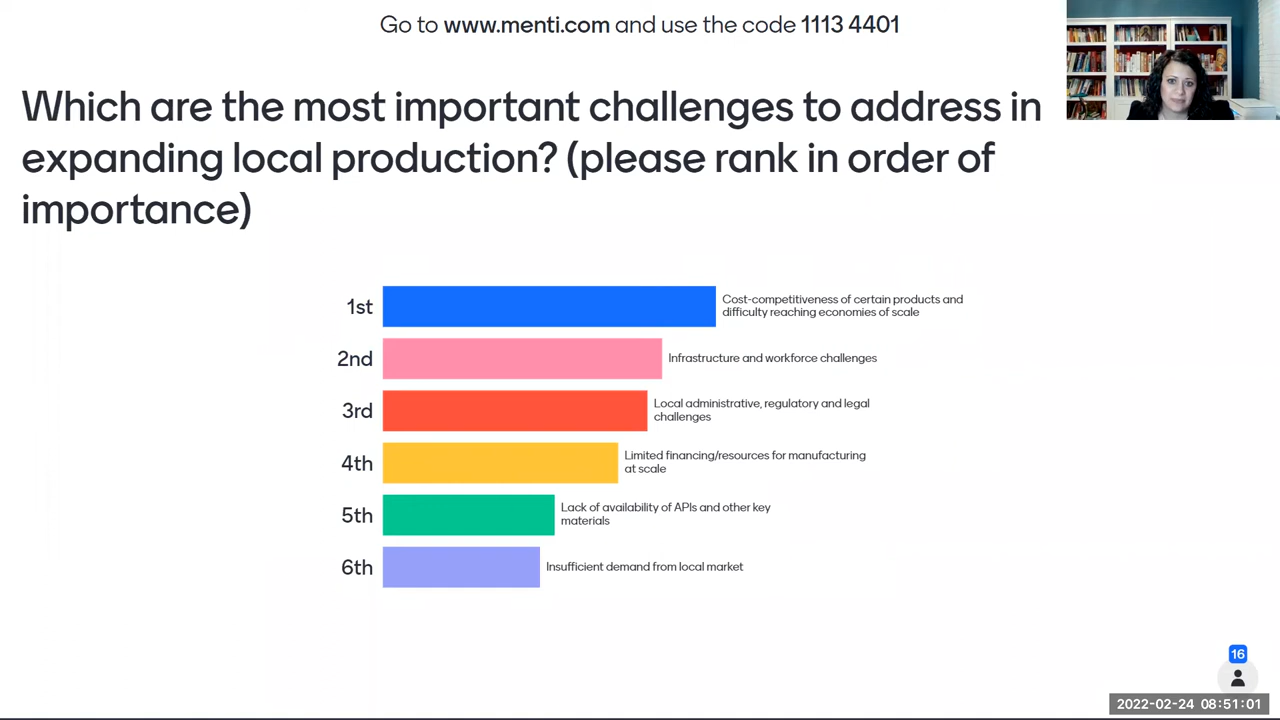 Go to www.menti.com and use the code 1113 4401
Which are the most important challenges to address in
expanding local production? (please rank in order of
importance)
1st
Cost-competitiveness of certain products and
difficulty reaching economies of scale
2nd
Infrastructure and workforce challenges
3rd
Local administrative, regulatory and legal
challenges
4th
Limited financing/resources for manufacturing
at scale
5th
Lack of availability of APIs and other key
materials
6th
Insufficient demand from local market
16
2022-02-24 08:51:01